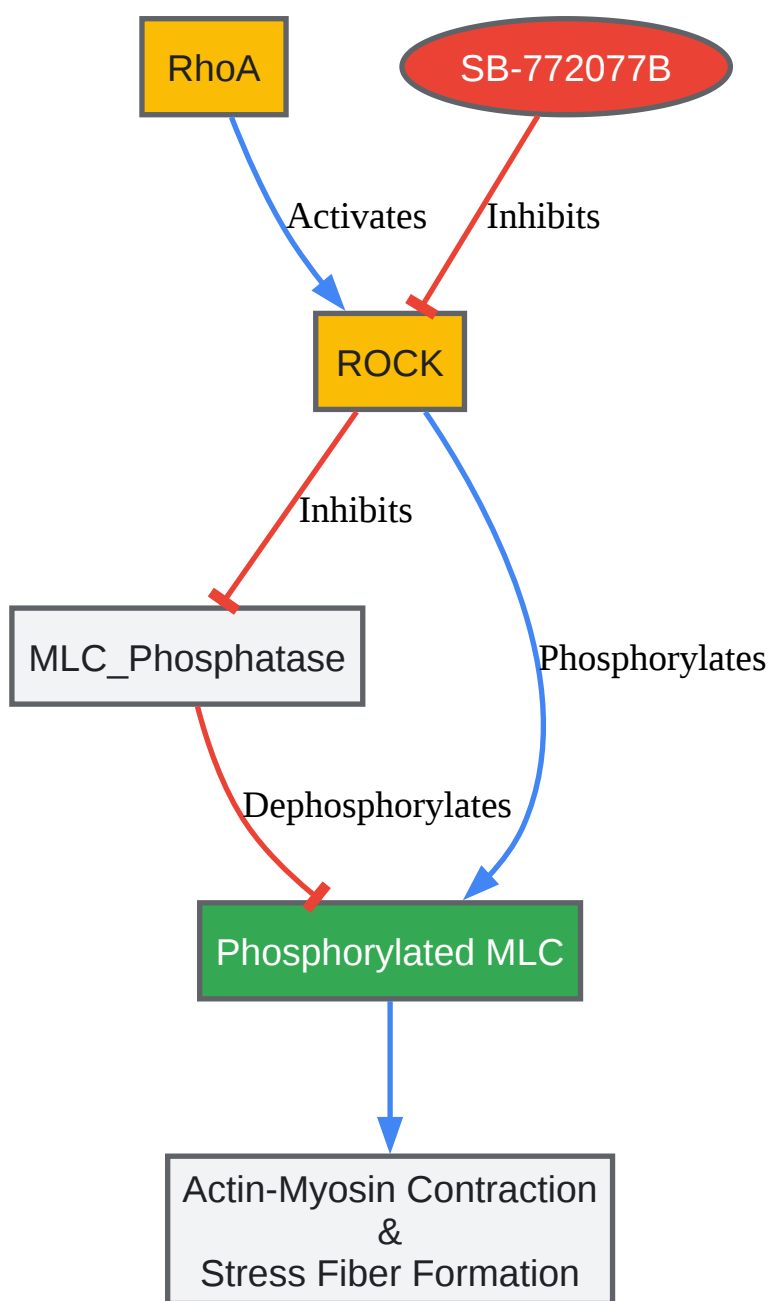 RhoA
SB-772077B
Activates
Inhibits
ROCK
Inhibits
MLC_Phosphatase
Phosphorylates
Dephosphorylates
Phosphorylated MLC
Actin-Myosin Contraction
&
Stress Fiber Formation